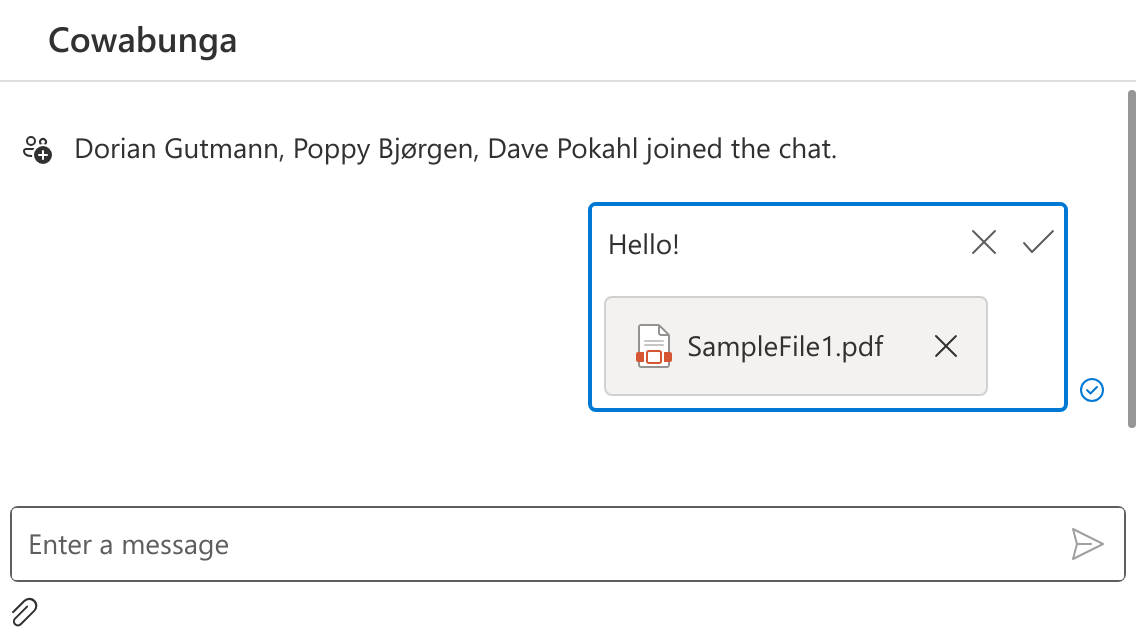 Cowabunga
Dorian Gutmann, Poppy Bjørgen, Dave Pokahl joined the chat.
Hello!
SampleFile1.pdf
Enter a message